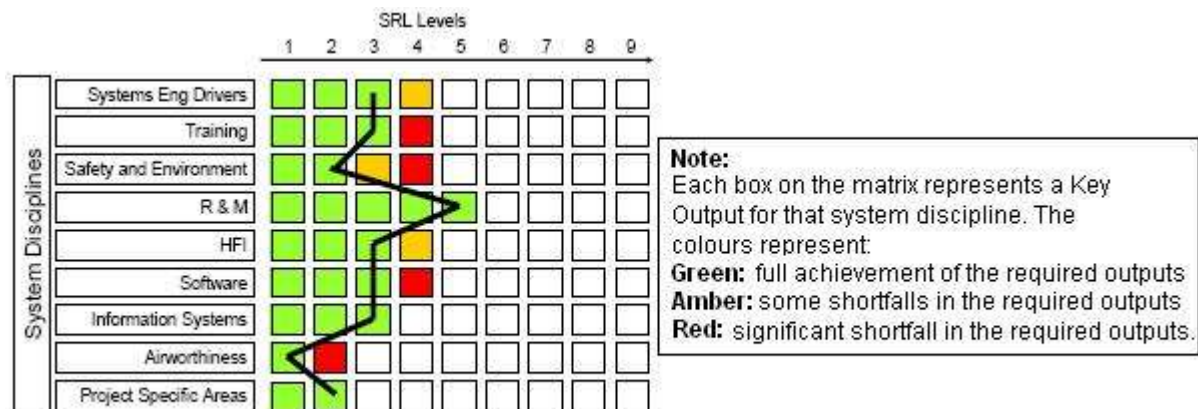 SRL Levels
1 2 3 4 5 6 7 8 9
System Disciplines
Systems Eng Drivers
Training
Safety and Environment
R & M
HFI
Software
Information Systems
Airworthiness
Project Specific Areas
Note:
Each box on the matrix represents a Key
Output for that system discipline. The
colours represent:
Green: full achievement of the required outputs
Amber: some shortfalls in the required outputs
Red: significant shortfall in the required outputs.